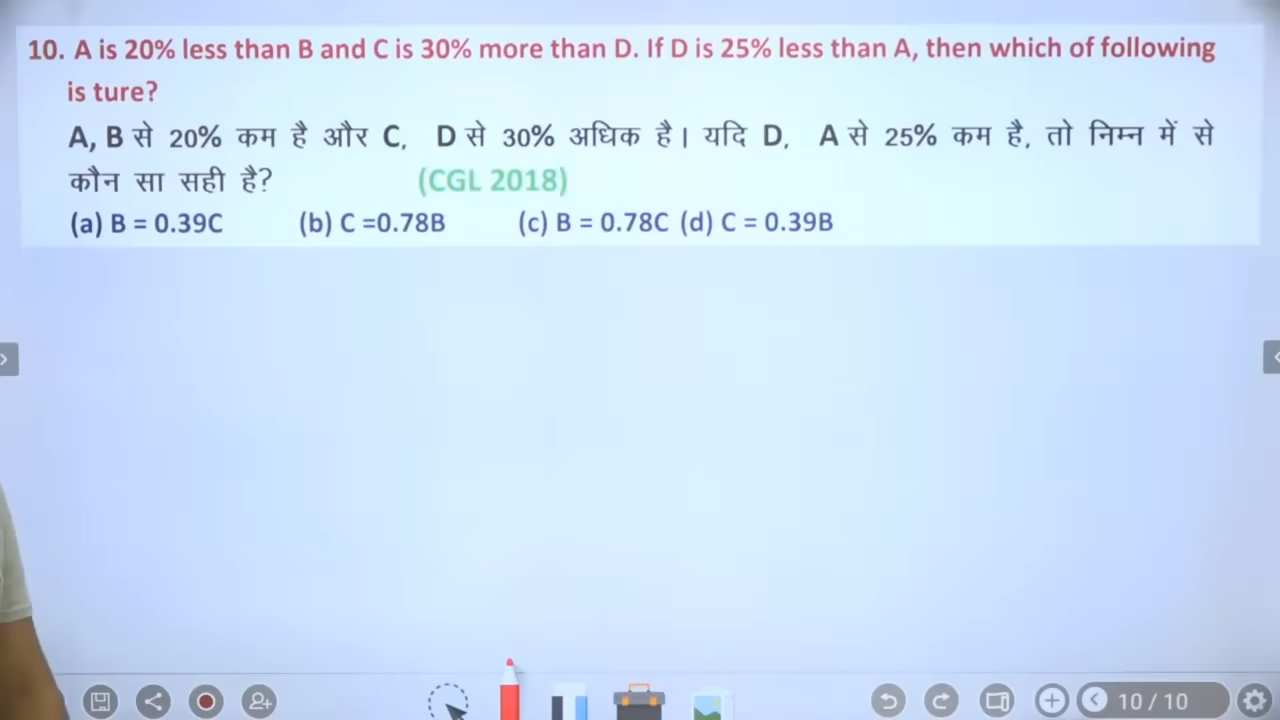 10. A is 20% less than B and C is 30% more than D. If D is 25% less than A, then which of following
is ture?
A, B से 20% कम है और C, D से 30% अधिक है। यदि D, A से 25% कम है, तो निम्न में से
कौन सा सही है? (CGL 2018)
(a) B = 0.39C (b) C =0.78B (c) B = 0.78C (d) C = 0.39B
10 / 10